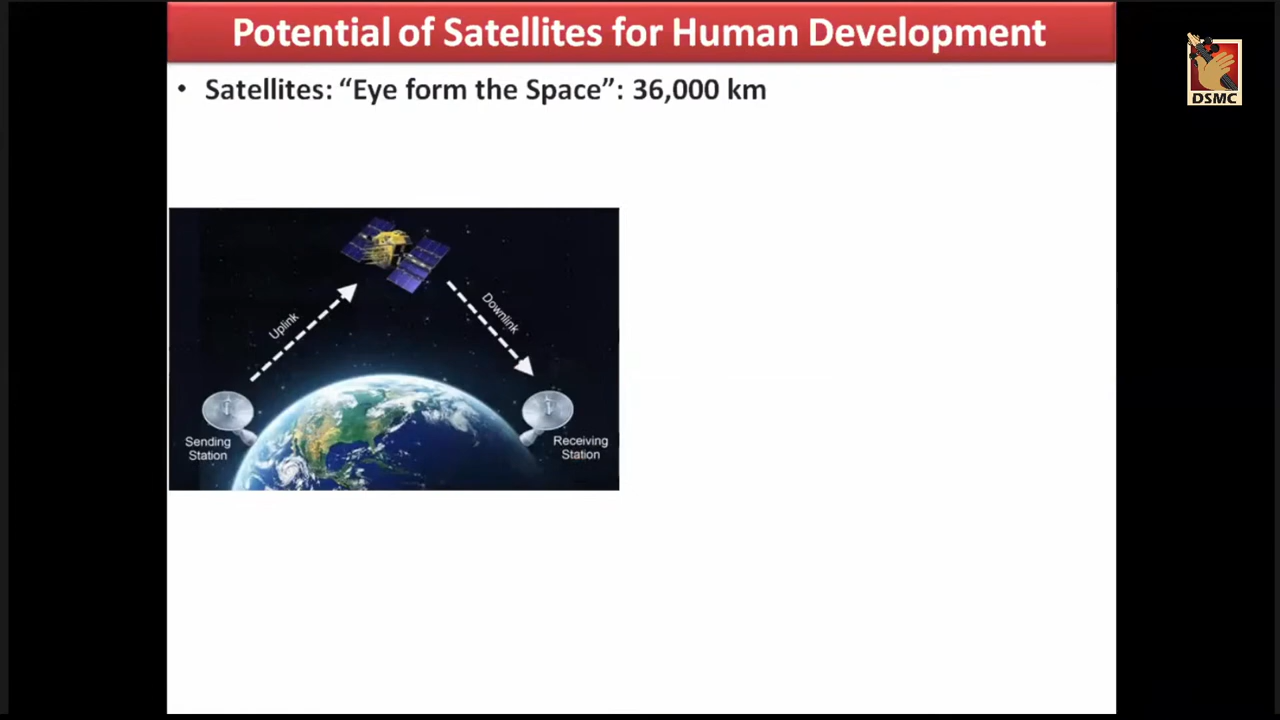 Potential of Satellites for Human Development
DSMC
• Satellites: “Eye form the Space”: 36,000 km
Uplink
Downlink
Sending
Station
Receiving
Station